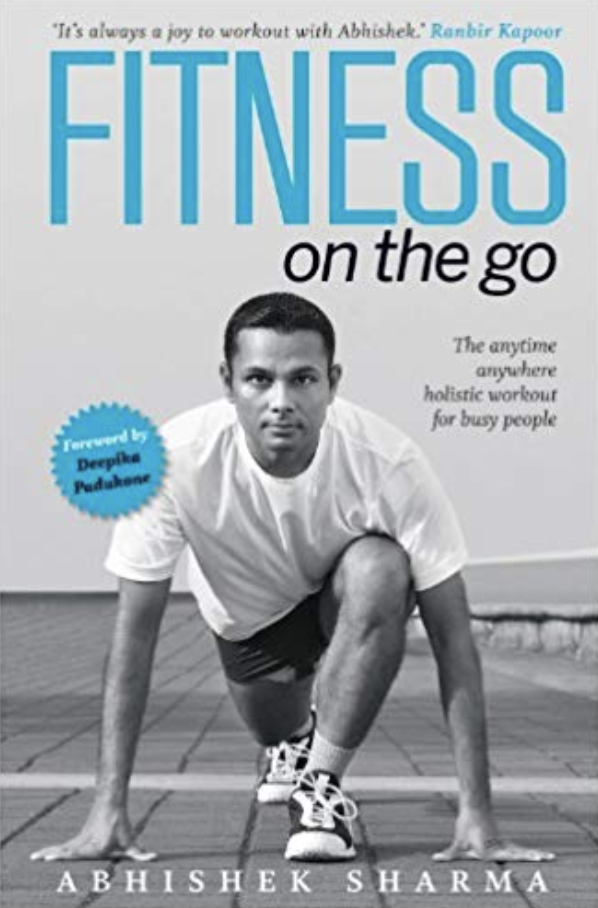 "It's always a joy to workout with Abhishek." Ranbir Kapoor
FITNESS
on the go
The anytime
anywhere
holistic workout
for busy people
Foreword by
Deepika
Padukone
ABHISHEK SHARMA